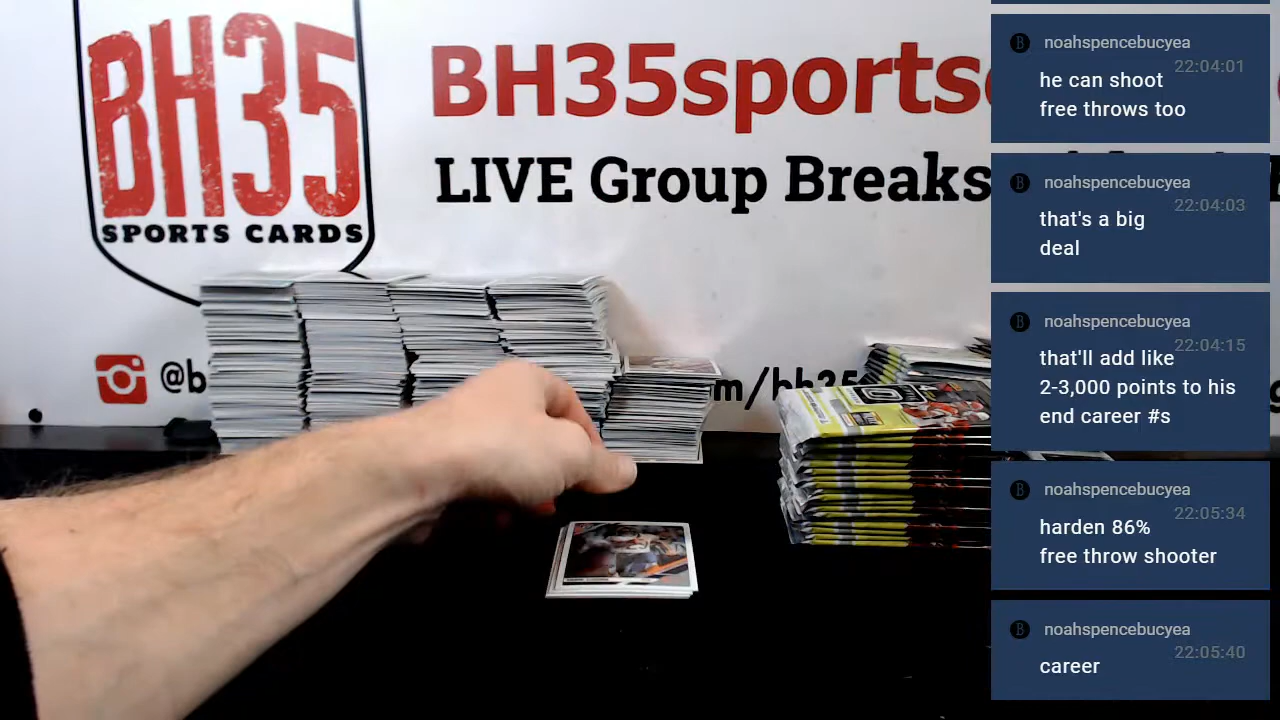 BH35
SPORTS CARDS
BH35sports
LIVE Group Breaks
@b
m/bh35
noahspencebucyea
22:04:01
he can shoot
free throws too
noahspencebucyea
22:04:03
that's a big
deal
noahspencebucyea
22:04:15
that'll add like
2-3,000 points to his
end career #s
noahspencebucyea
22:05:34
harden 86%
free throw shooter
noahspencebucyea
22:05:40
career